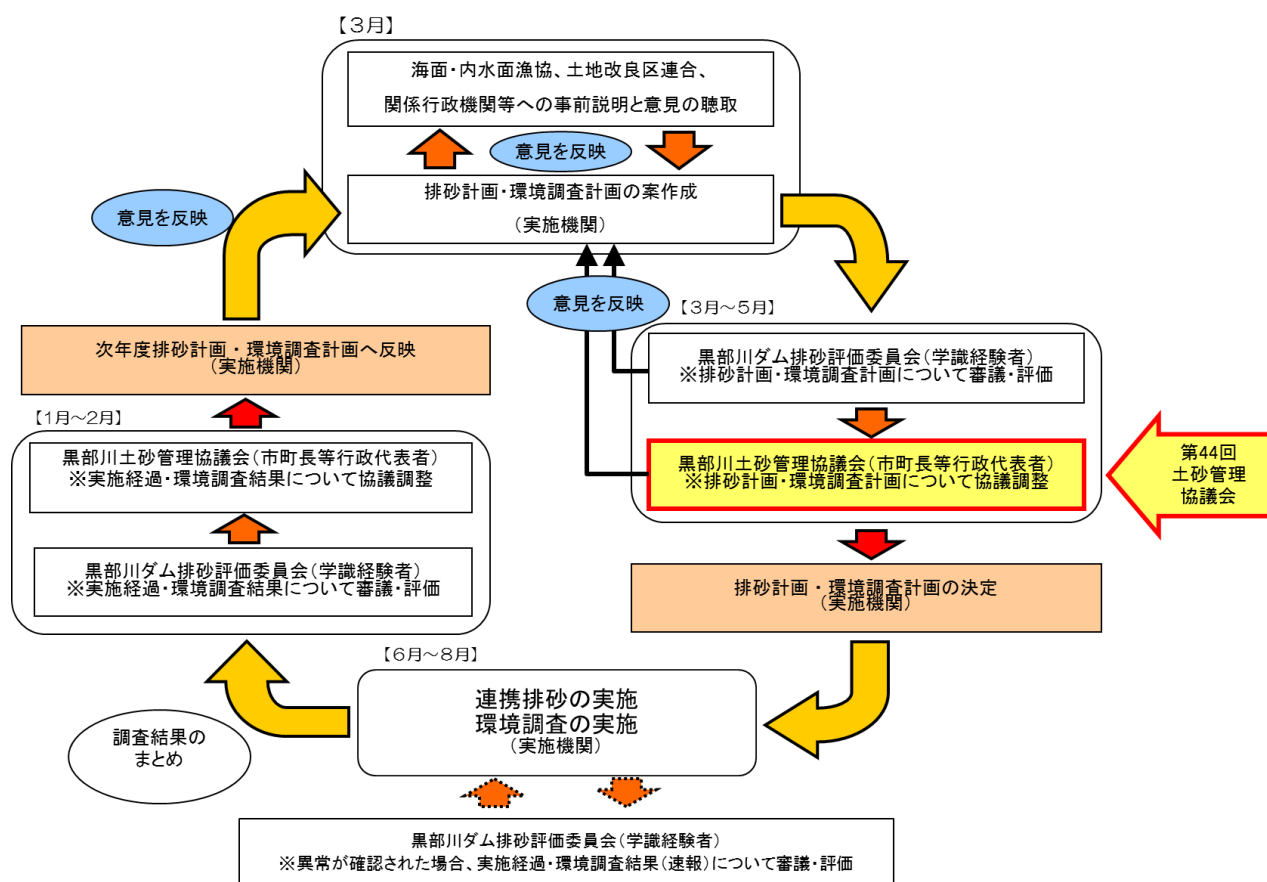 【3月】
海面・内水面漁協、土地改良区連合、
関係行政機関等への事前説明と意見の聴取
意見を反映
排砂計画・環境調査計画の案作成
(実施機関)
意見を反映
意見を反映
【3月~5月】
黒部川ダム排砂評価委員会(学識経験者)
※排砂計画・環境調査計画について審議・評価
黒部川土砂管理協議会(市町長等行政代表者)
※排砂計画・環境調査計画について協議調整
第44回
土砂管理
協議会
排砂計画・環境調査計画の決定
(実施機関)
【6月~8月】
連携排砂の実施
環境調査の実施
(実施機関)
黒部川ダム排砂評価委員会(学識経験者)
※異常が確認された場合、実施経過・環境調査結果(速報)について審議・評価
調査結果の
まとめ
【1月~2月】
黒部川土砂管理協議会(市町長等行政代表者)
※実施経過・環境調査結果について協議調整
黒部川ダム排砂評価委員会(学識経験者)
※実施経過・環境調査結果について審議・評価
次年度排砂計画・環境調査計画へ反映
(実施機関)